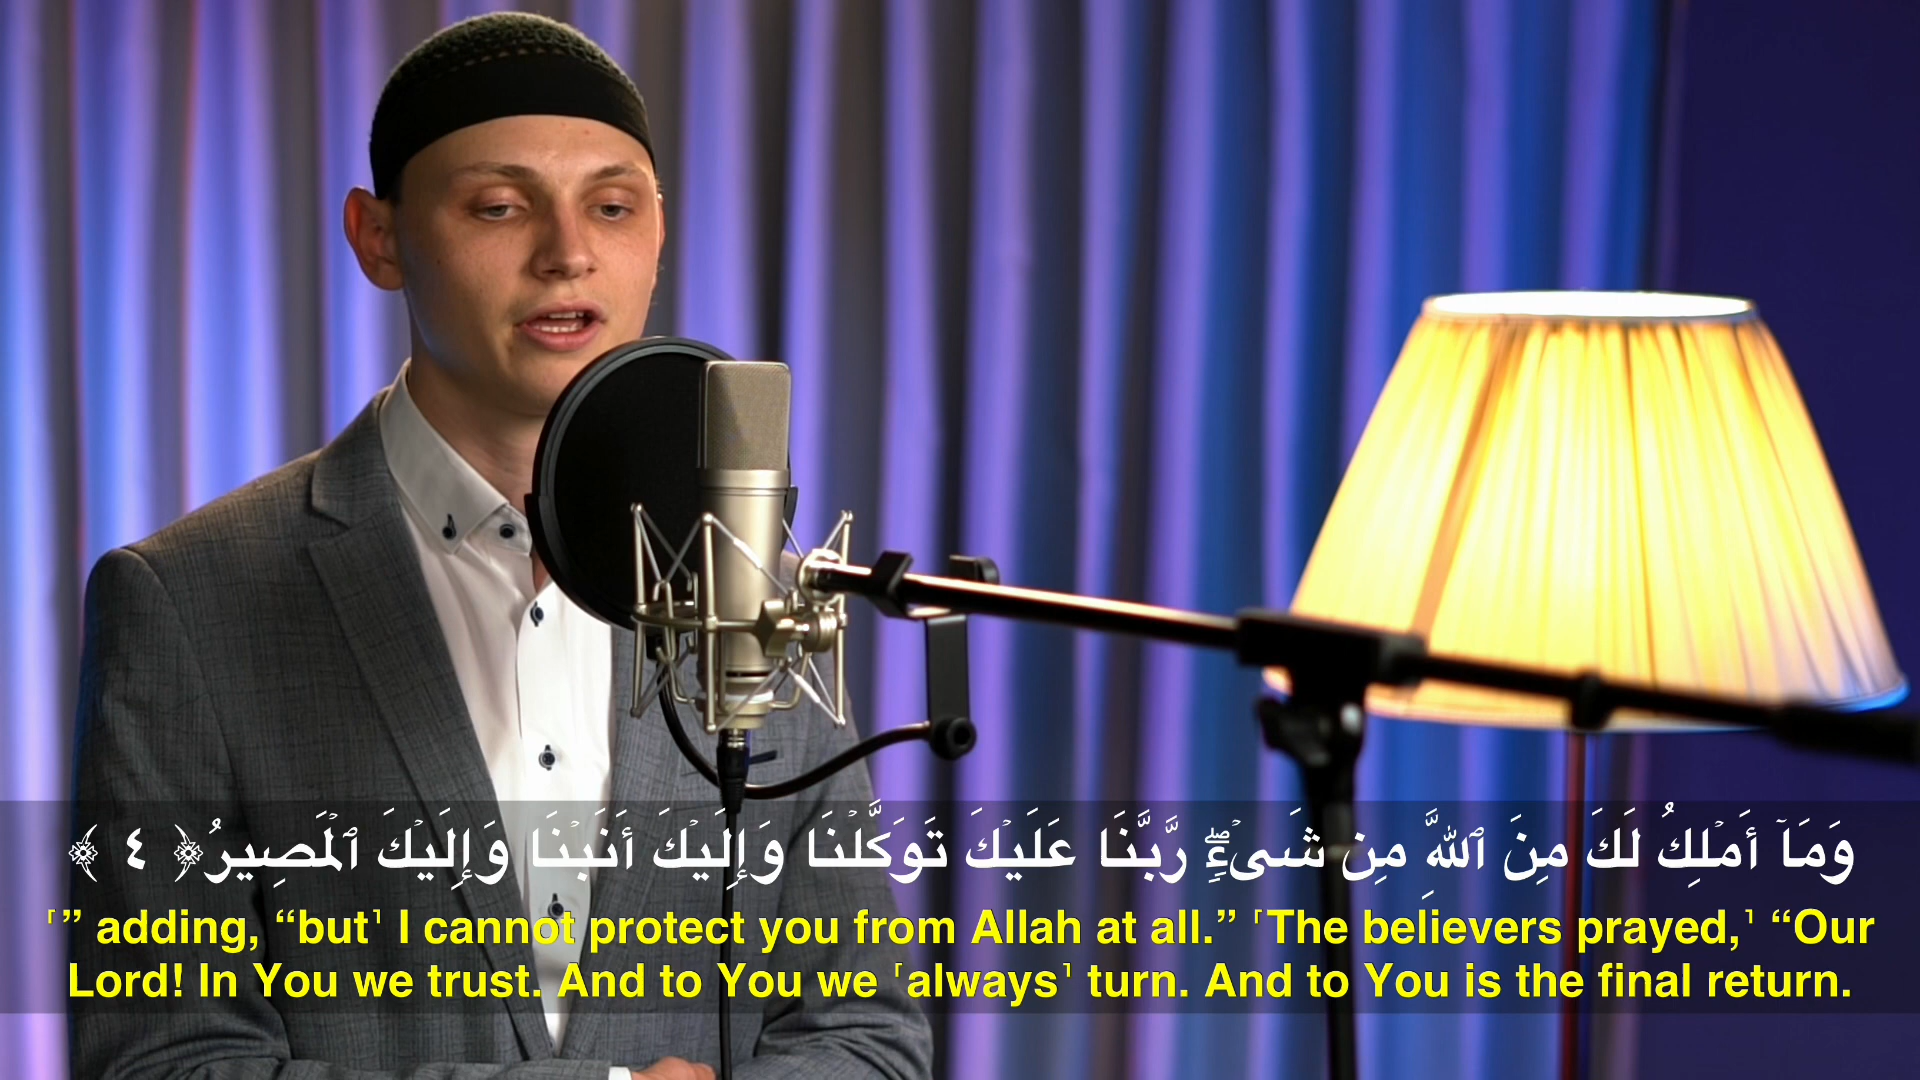 وَمَآ أَمْلِكُ لَكَ مِنَ ٱللَّهِ مِن شَىْءٍۢ ۖ رَّبَّنَا عَلَيْكَ تَوَكَّلْنَا وَإِلَيْكَ أَنَبْنَا وَإِلَيْكَ ٱلْمَصِيرُ ﴿٤﴾
˹” adding, “but˺ I cannot protect you from Allah at all.” ˹The believers prayed,˺ “Our
Lord! In You we trust. And to You we ˹always˺ turn. And to You is the final return.